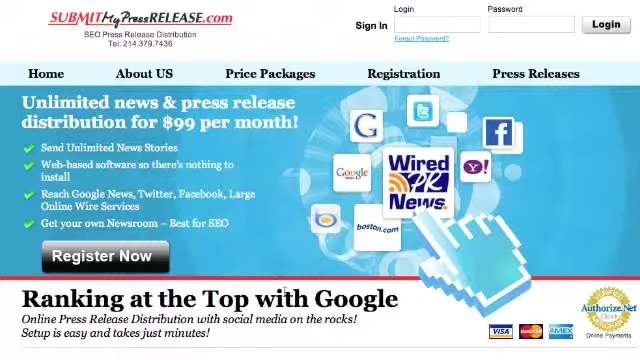 SUBMITMyPressRELEASE.com
SEO Press Release Distribution
Tel: 214.379.7436
Login
Password
Sign In
Login
Forgot Password?
Home
About US
Price Packages
Registration
Press Releases
Unlimited news & press release
distribution for $99 per month!
Send Unlimited News Stories
Web-based software so there's nothing to
install
Reach Google News, Twitter, Facebook, Large
Online Wire Services
Get your own Newsroom – Best for SEO
Register Now
G
t
f
Google
Y!
Wired
PR
News
b
boston.com
Ranking at the Top with Google
Online Press Release Distribution with social media on the rocks!
Setup is easy and takes just minutes!
VISA
MasterCard
AMEX
Authorize.Net
Click
Online Payments